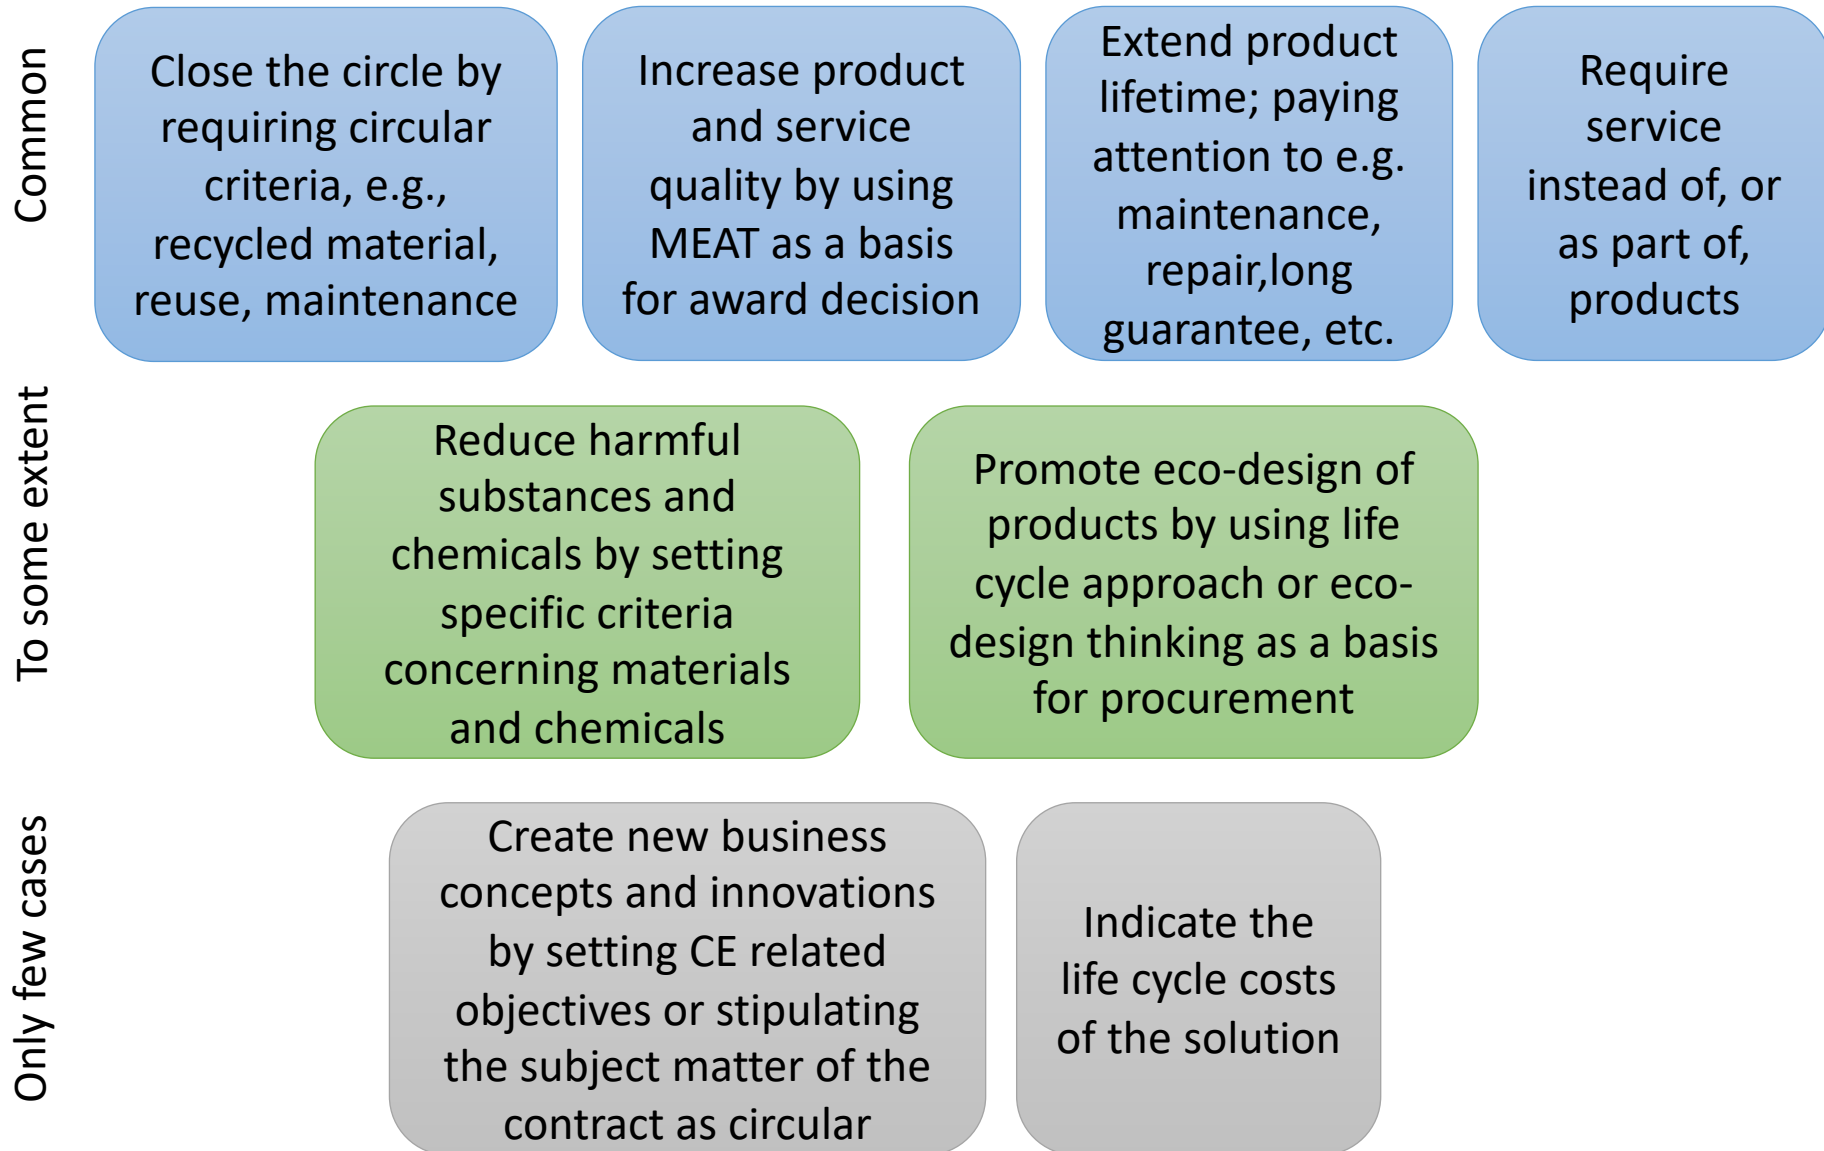 Common
Close the circle by
requiring circular
criteria, e.g.,
recycled material,
reuse, maintenance
Increase product
and service
quality by using
MEAT as a basis
for award decision
Extend product
lifetime; paying
attention to e.g.
maintenance,
repair,long
guarantee, etc.
Require
service
instead of, or
as part of,
products
To some extent
Reduce harmful
substances and
chemicals by setting
specific criteria
concerning materials
and chemicals
Promote eco-design of
products by using life
cycle approach or eco-
design thinking as a basis
for procurement
Only few cases
Create new business
concepts and innovations
by setting CE related
objectives or stipulating
the subject matter of the
contract as circular
Indicate the
life cycle costs
of the solution